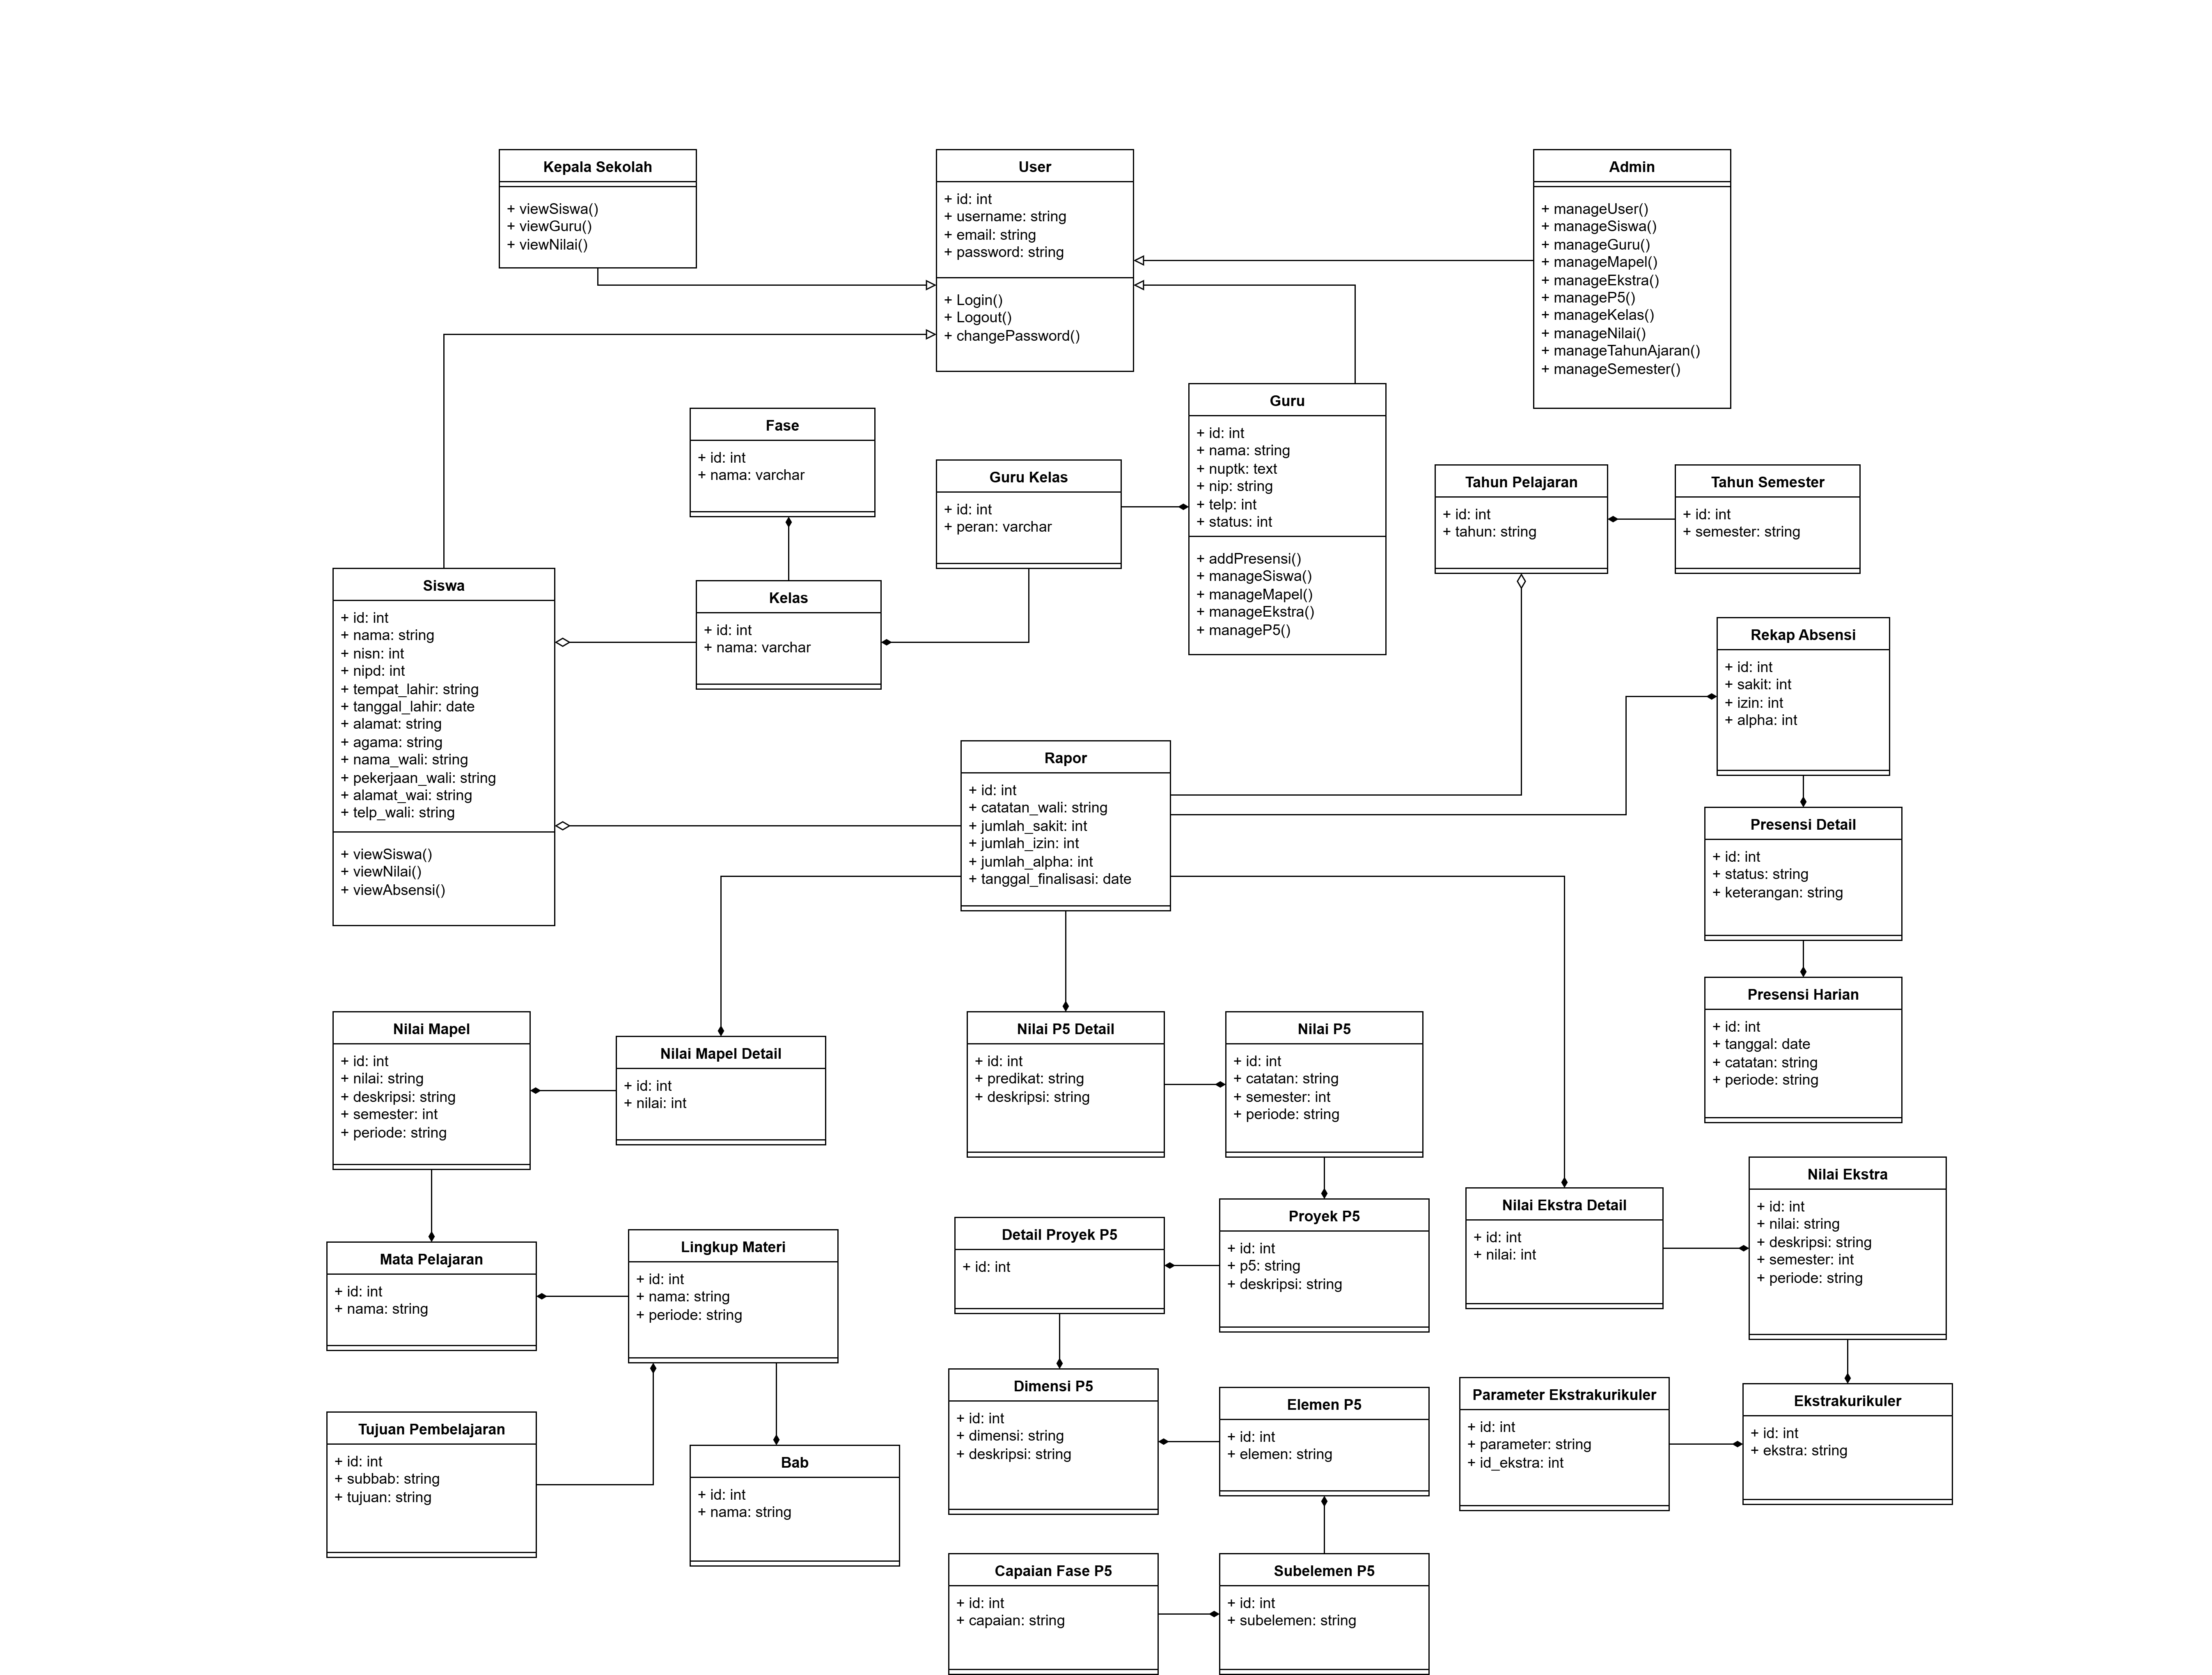 Kepala Sekolah
+ viewSiswa()
+ viewGuru()
+ viewNilai()
User
+ id: int
+ username: string
+ email: string
+ password: string
+ Login()
+ Logout()
+ changePassword()
Admin
+ manageUser()
+ manageSiswa()
+ manageGuru()
+ manageMapel()
+ manageEkstra()
+ manageP5()
+ manageKelas()
+ manageNilai()
+ manageTahunAjaran()
+ manageSemester()
Fase
+ id: int
+ nama: varchar
Guru Kelas
+ id: int
+ peran: varchar
Guru
+ id: int
+ nama: string
+ nuptk: text
+ nip: string
+ telp: int
+ status: int
+ addPresensi()
+ manageSiswa()
+ manageMapel()
+ manageEkstra()
+ manageP5()
Tahun Pelajaran
+ id: int
+ tahun: string
Tahun Semester
+ id: int
+ semester: string
Siswa
+ id: int
+ nama: string
+ nisn: int
+ nipd: int
+ tempat_lahir: string
+ tanggal_lahir: date
+ alamat: string
+ agama: string
+ nama_wali: string
+ pekerjaan_wali: string
+ alamat_wai: string
+ telp_wali: string
+ viewSiswa()
+ viewNilai()
+ viewAbsensi()
Kelas
+ id: int
+ nama: varchar
Rekap Absensi
+ id: int
+ sakit: int
+ izin: int
+ alpha: int
Rapor
+ id: int
+ catatan_wali: string
+ jumlah_sakit: int
+ jumlah_izin: int
+ jumlah_alpha: int
+ tanggal_finalisasi: date
Presensi Detail
+ id: int
+ status: string
+ keterangan: string
Presensi Harian
+ id: int
+ tanggal: date
+ catatan: string
+ periode: string
Nilai Mapel
+ id: int
+ nilai: string
+ deskripsi: string
+ semester: int
+ periode: string
Nilai Mapel Detail
+ id: int
+ nilai: int
Nilai P5 Detail
+ id: int
+ predikat: string
+ deskripsi: string
Nilai P5
+ id: int
+ catatan: string
+ semester: int
+ periode: string
Nilai Ekstra Detail
+ id: int
+ nilai: int
Nilai Ekstra
+ id: int
+ nilai: string
+ deskripsi: string
+ semester: int
+ periode: string
Mata Pelajaran
+ id: int
+ nama: string
Lingkup Materi
+ id: int
+ nama: string
+ periode: string
Detail Proyek P5
+ id: int
Proyek P5
+ id: int
+ p5: string
+ deskripsi: string
Dimensi P5
+ id: int
+ dimensi: string
+ deskripsi: string
Elemen P5
+ id: int
+ elemen: string
Parameter Ekstrakurikuler
+ id: int
+ parameter: string
+ id_ekstra: int
Ekstrakurikuler
+ id: int
+ ekstra: string
Tujuan Pembelajaran
+ id: int
+ subbab: string
+ tujuan: string
Bab
+ id: int
+ nama: string
Capaian Fase P5
+ id: int
+ capaian: string
Subelemen P5
+ id: int
+ subelemen: string